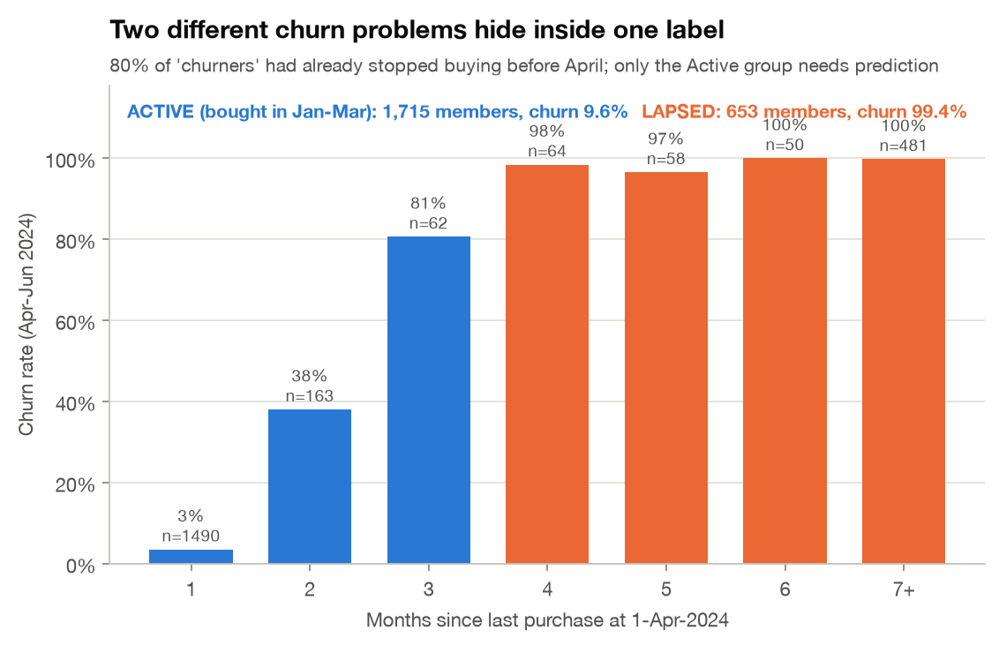 Two different churn problems hide inside one label
80% of 'churners' had already stopped buying before April; only the Active group needs prediction
ACTIVE (bought in Jan-Mar): 1,715 members, churn 9.6%
LAPSED: 653 members, churn 99.4%
98%
n=64
97%
n=58
100%
n=50
100%
n=481
81%
n=62
38%
n=163
3%
n=1490
100%
80%
60%
40%
20%
0%
Churn rate (Apr-Jun 2024)
1
2
3
4
5
6
7+
Months since last purchase at 1-Apr-2024